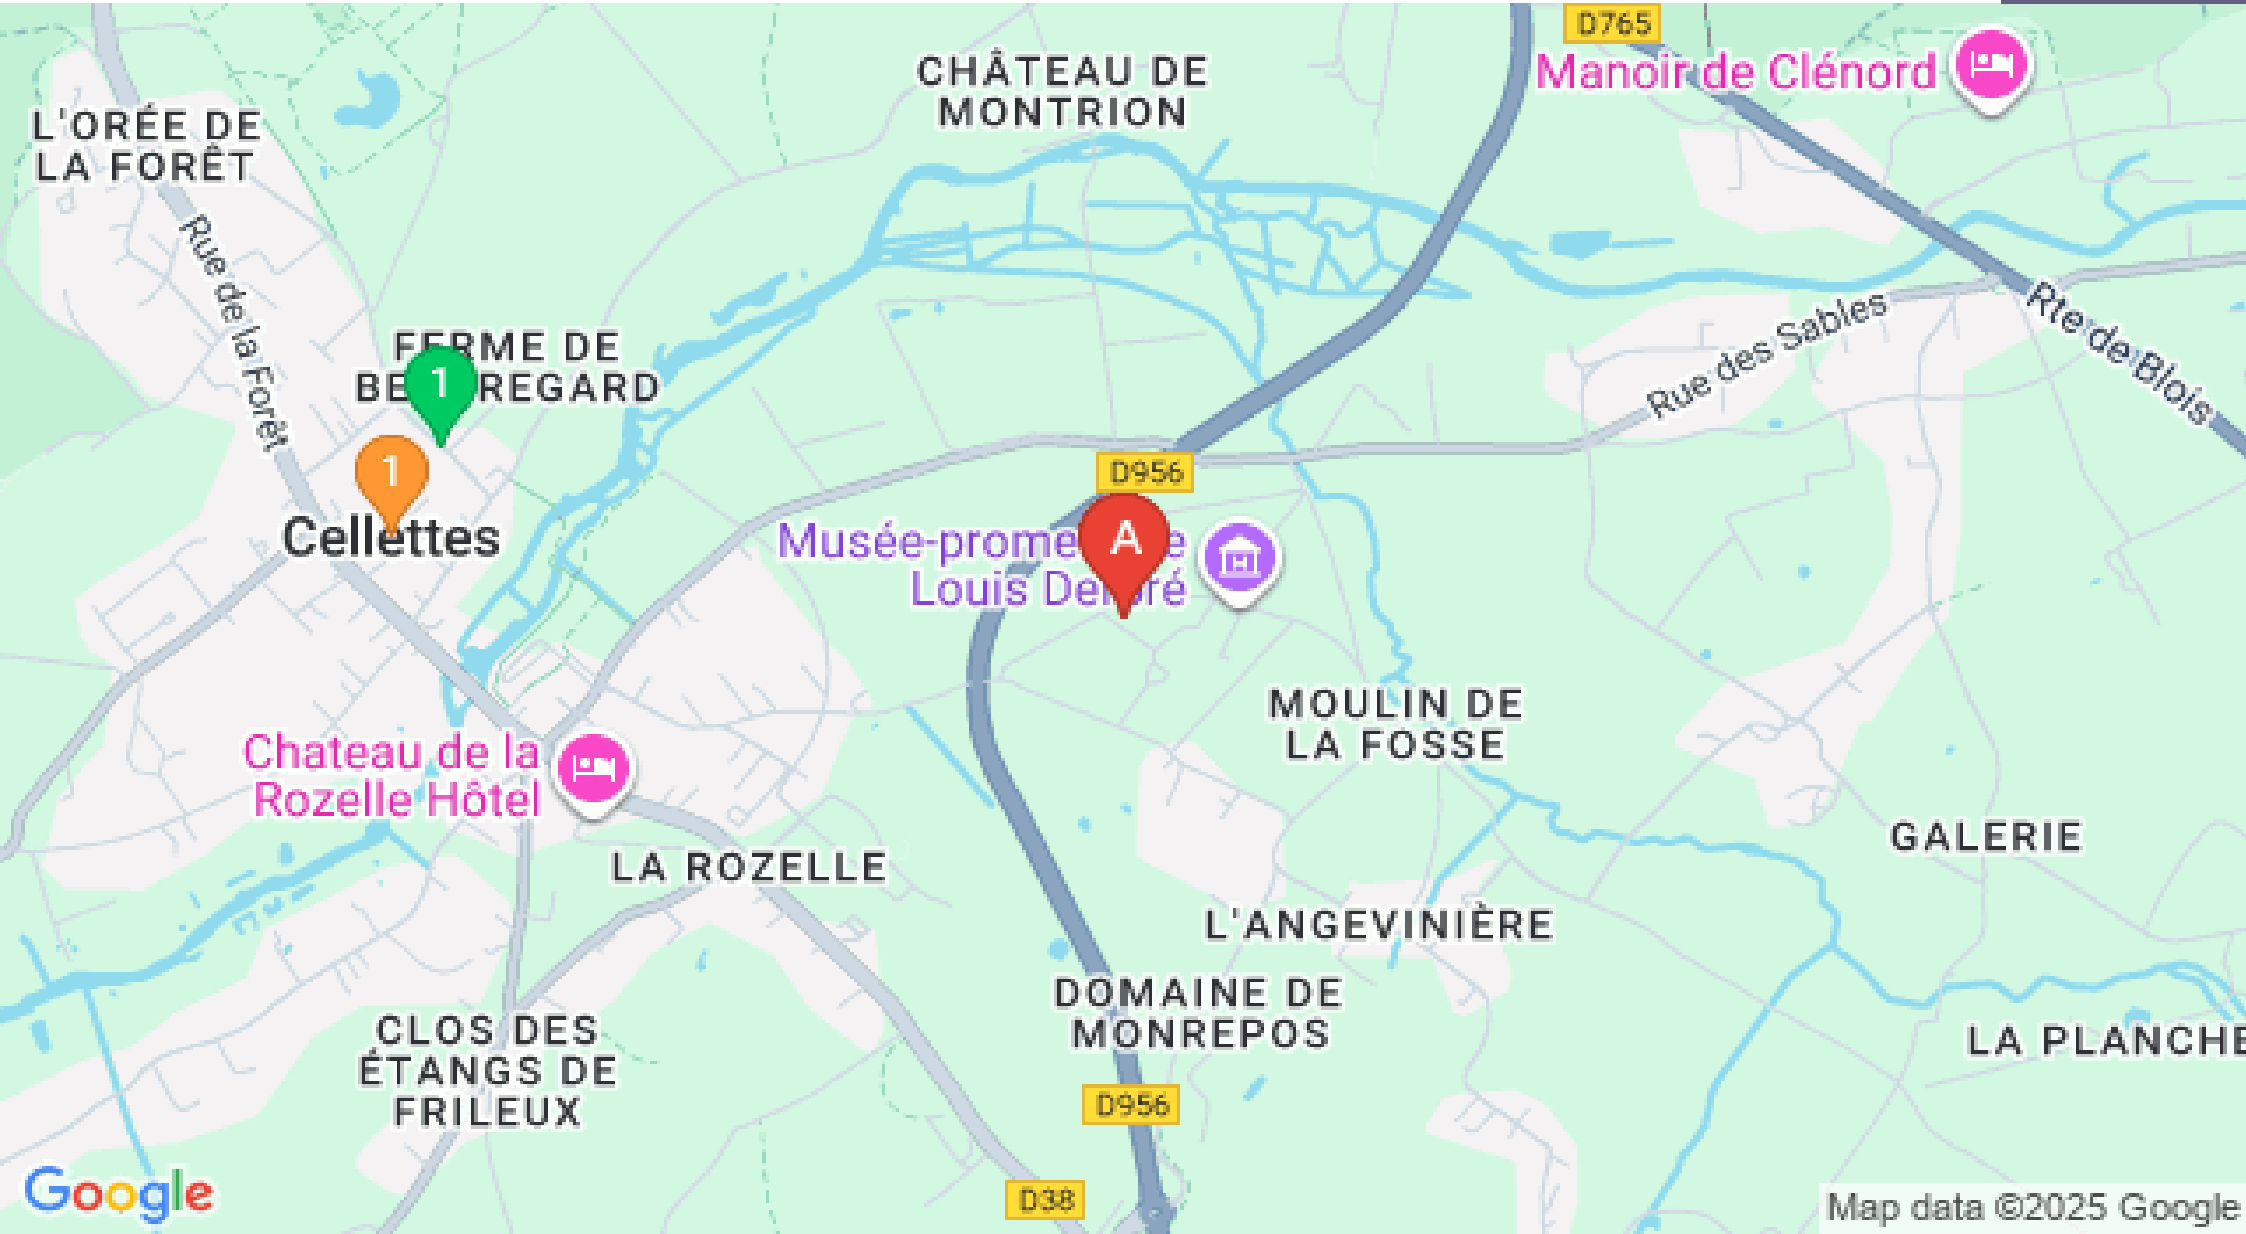 D765
CHÂTEAU DE
MONTRION
Manoir de Clénord
L'ORÉE DE
LA FORÊT
Rue de la Forêt
FERME DE
1
REGARD
Rte de Blois
Rue des Sables
1
D956
Cellettes
A
Musée-prome
Louis De
MOULIN DE
LA FOSSE
Chateau de la
Rozelle Hôtel
GALERIE
LA ROZELLE
L'ANGEVINIÈRE
DOMAINE DE
MONREPOS
CLOS DES
ÉTANGS DE
FRILEUX
LA PLANCHE
D956
D38
Google
Map data ©2025 Google